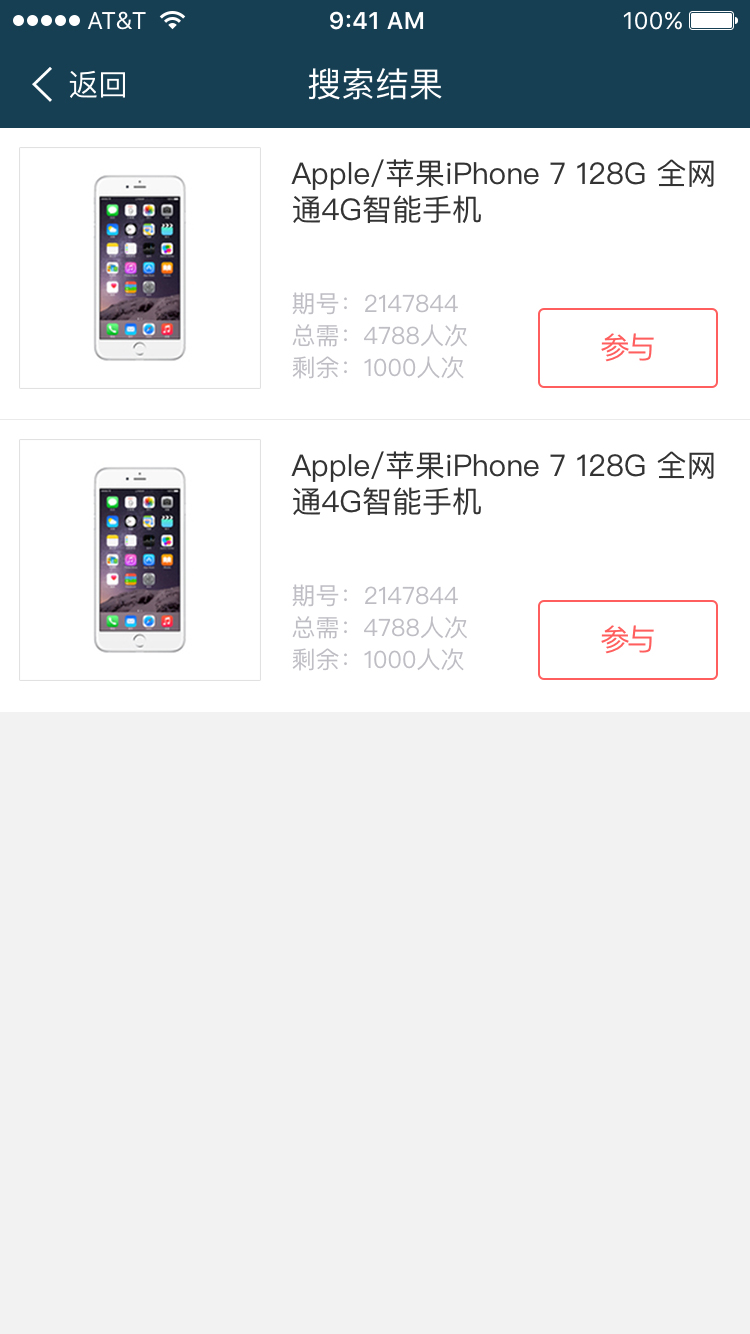 AT&T 9:41 AM 100%
返回 搜索结果
Apple/苹果iPhone 7 128G 全网
通4G智能手机
期号：2147844
总需：4788人次
剩余：1000人次
参与
Apple/苹果iPhone 7 128G 全网
通4G智能手机
期号：2147844
总需：4788人次
剩余：1000人次
参与